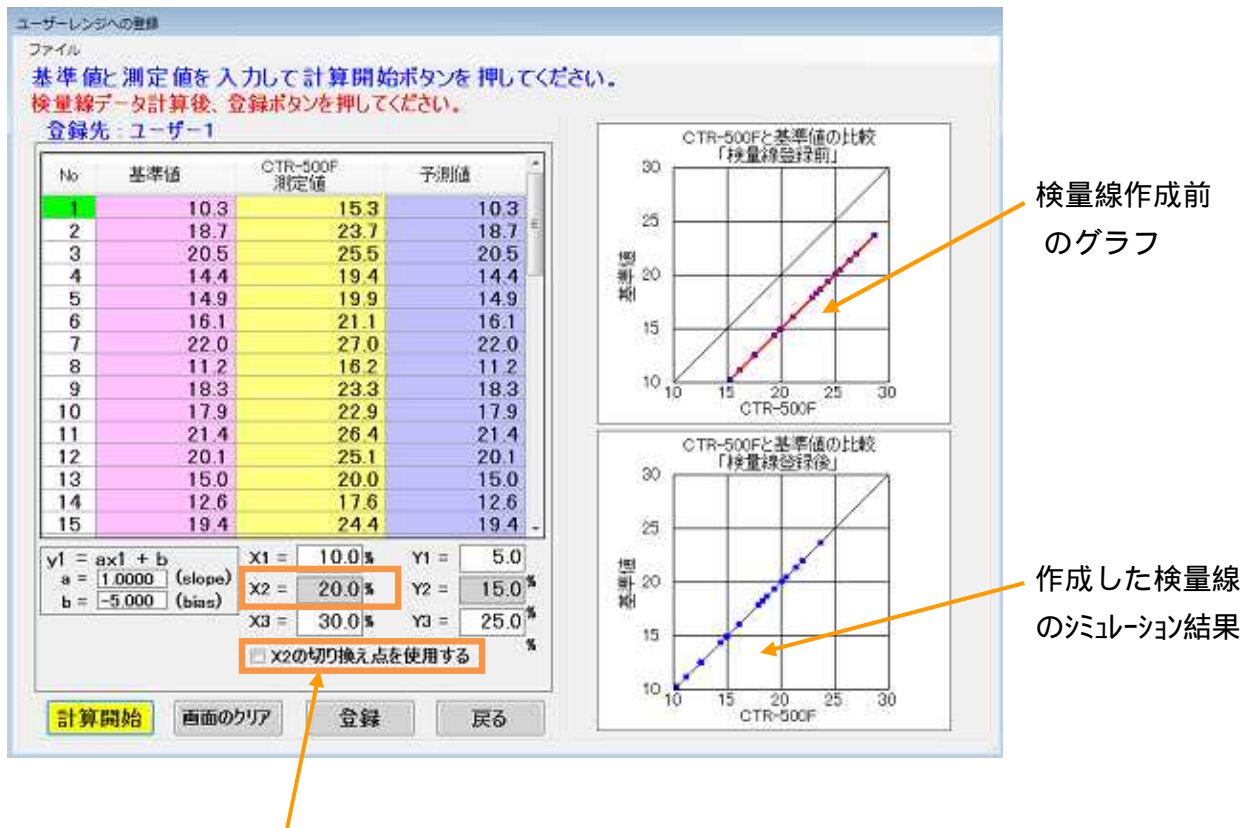 ユーザーレンジへの登録
ファイル
基準値と測定値を入力して計算開始ボタンを押してください。
検量線データ計算後、登録ボタンを押してください。
登録先：ユーザー1
No 基準値 CTR-500F 測定値 予測値
1 10.3 15.3 10.3
2 18.7 23.7 18.7
3 20.5 25.5 20.5
4 14.4 19.4 14.4
5 14.9 19.9 14.9
6 16.1 21.1 16.1
7 22.0 27.0 22.0
8 11.2 16.2 11.2
9 18.3 23.3 18.3
10 17.9 22.9 17.9
11 21.4 26.4 21.4
12 20.1 25.1 20.1
13 15.0 20.0 15.0
14 12.6 17.6 12.6
15 19.4 24.4 19.4
y1 = ax1 + b
a = 1.0000 (slope)
b = -5.000 (bias)
X1 = 10.0 % Y1 = 5.0 %
X2 = 20.0 % Y2 = 15.0 %
X3 = 30.0 % Y3 = 25.0 %
X2の切り換え点を使用する
計算開始 画面のクリア 登録 戻る
CTR-500Fと基準値の比較
「検量線登録前」
30
25
20
15
10
基準値
10 15 20 25 30
CTR-500F
CTR-500Fと基準値の比較
「検量線登録後」
30
25
20
15
10
基準値
10 15 20 25 30
CTR-500F
検量線作成前
のグラフ
作成した検量線
のｼﾐｭﾚｰｼｮﾝ結果